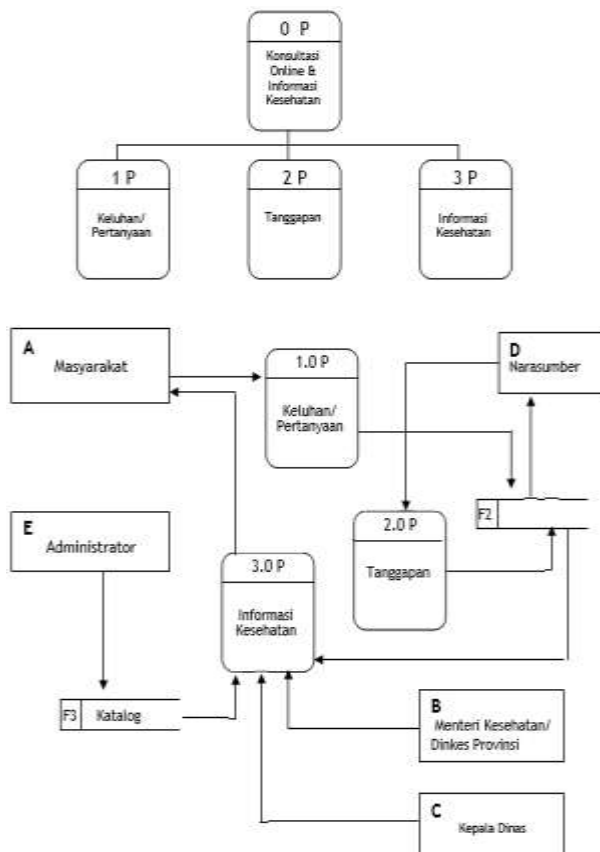 0 P
Konsultasi
Online &
Informasi
Kesehatan
1 P
Keluhan/
Pertanyaan
2 P
Tanggapan
3 P
Informasi
Kesehatan
A
Masyarakat
1.0 P
Keluhan/
Pertanyaan
D
Narasumber
E
Administrator
2.0 P
Tanggapan
F2
3.0 P
Informasi
Kesehatan
F3 Katalog
B
Menteri Kesehatan/
Dinkes Provinsi
C
Kepala Dinas